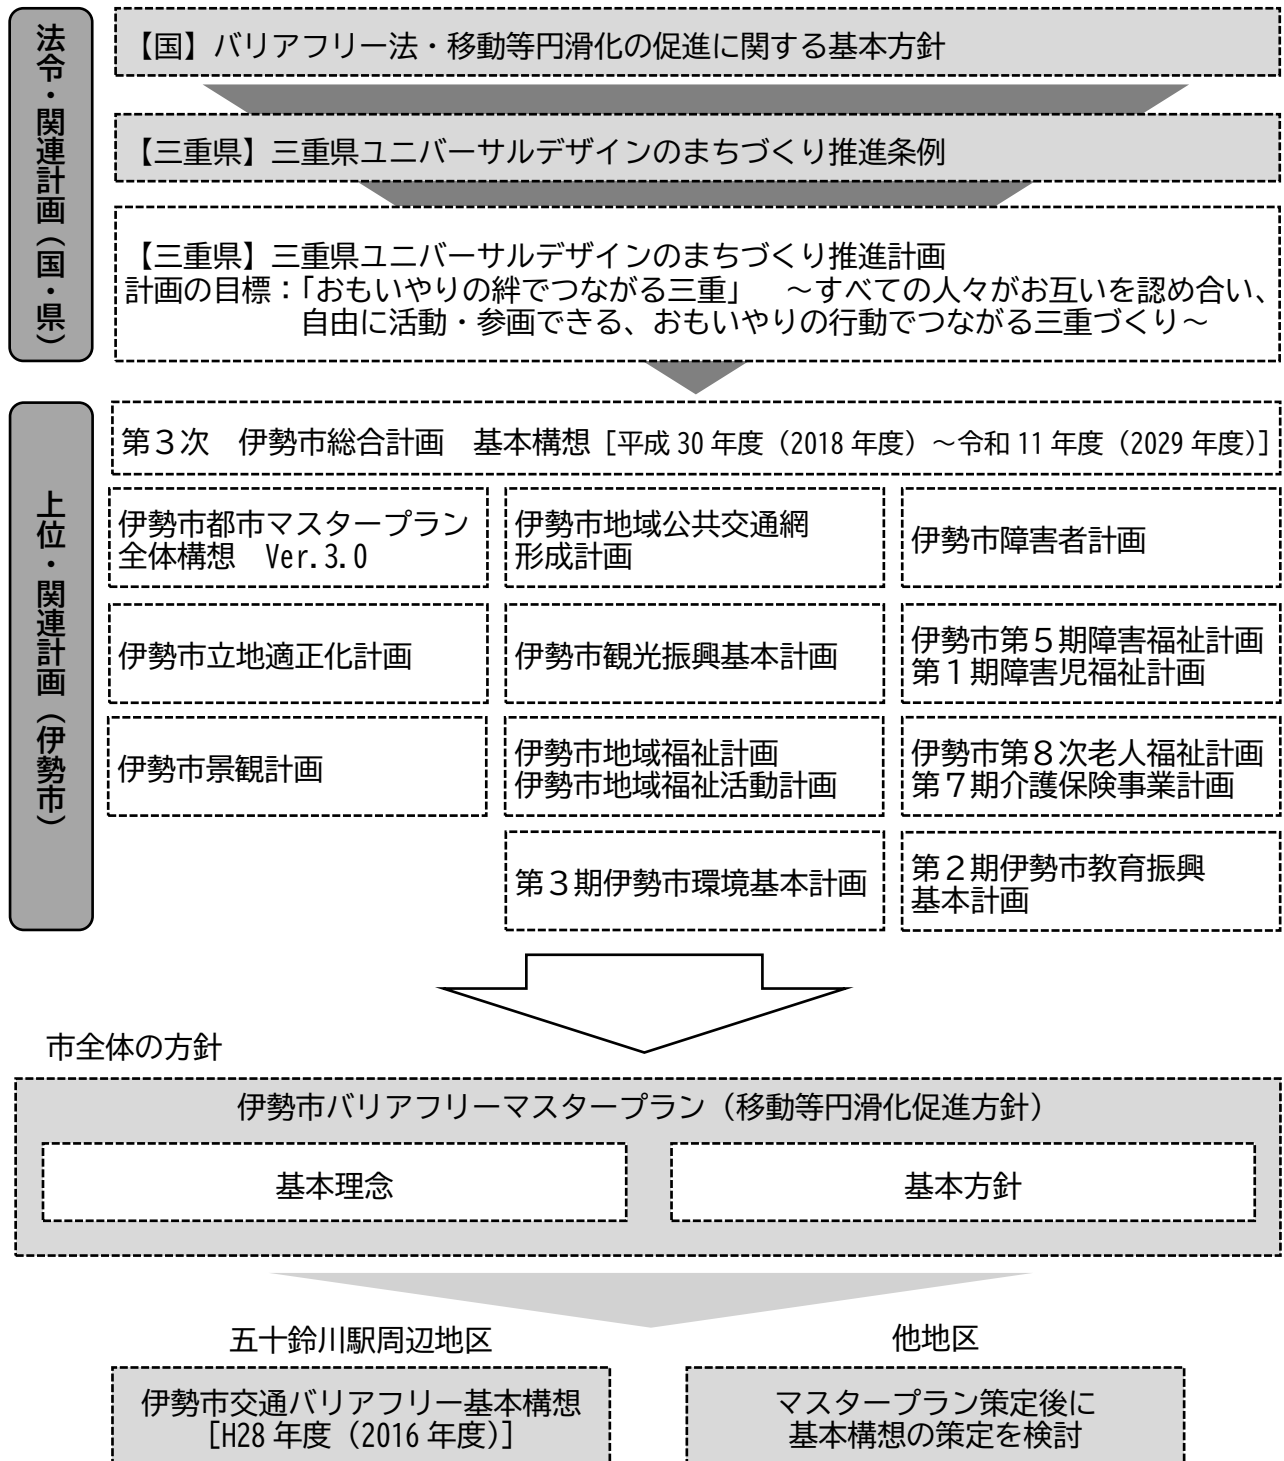 法令・関連計画（国・県）
【国】バリアフリー法・移動等円滑化の促進に関する基本方針
【三重県】三重県ユニバーサルデザインのまちづくり推進条例
【三重県】三重県ユニバーサルデザインのまちづくり推進計画
計画の目標：「おもいやりの絆でつながる三重」　～すべての人々がお互いを認め合い、
自由に活動・参画できる、おもいやりの行動でつながる三重づくり～
上位・関連計画（伊勢市）
第３次　伊勢市総合計画　基本構想［平成 30 年度（2018 年度）～令和 11 年度（2029 年度）］
伊勢市都市マスタープラン
全体構想　Ver.3.0
伊勢市地域公共交通網
形成計画
伊勢市障害者計画
伊勢市立地適正化計画
伊勢市観光振興基本計画
伊勢市第５期障害福祉計画
第１期障害児福祉計画
伊勢市景観計画
伊勢市地域福祉計画
伊勢市地域福祉活動計画
伊勢市第８次老人福祉計画
第７期介護保険事業計画
第３期伊勢市環境基本計画
第２期伊勢市教育振興
基本計画
市全体の方針
伊勢市バリアフリーマスタープラン（移動等円滑化促進方針）
基本理念
基本方針
五十鈴川駅周辺地区
他地区
伊勢市交通バリアフリー基本構想
［H28 年度（2016 年度）］
マスタープラン策定後に
基本構想の策定を検討